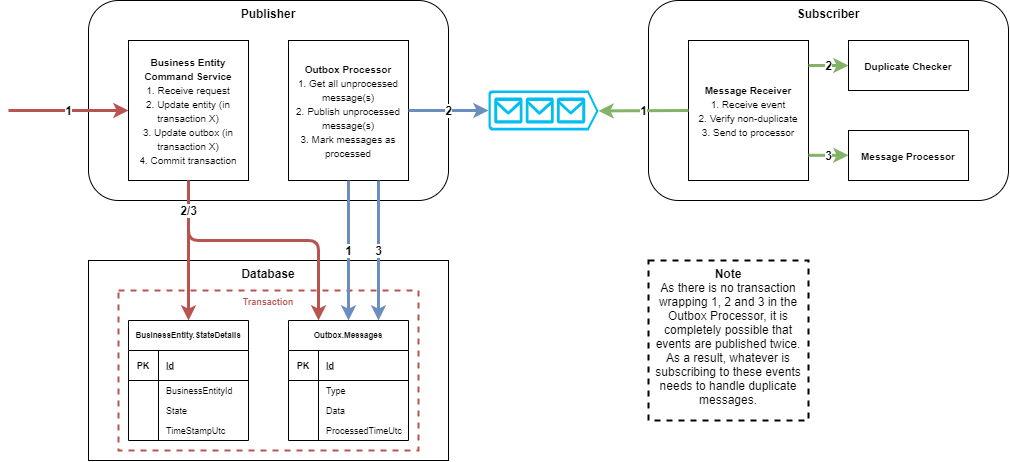 Publisher
Subscriber
Business Entity
Command Service
1. Receive request
2. Update entity (in
transaction X)
3. Update outbox (in
transaction X)
4. Commit transaction
Outbox Processor
1. Get all unprocessed
message(s)
2. Publish unprocessed
message(s)
3. Mark messages as
processed
Message Receiver
1. Receive event
2. Verify non-duplicate
3. Send to processor
Duplicate Checker
Message Processor
1
2
1
2
3
2/3
1
3
Database
Transaction
BusinessEntity.StateDetails
PK
Id
BusinessEntityId
State
TimeStampUtc
Outbox.Messages
PK
Id
Type
Data
ProcessedTimeUtc
Note
As there is no transaction
wrapping 1, 2 and 3 in the
Outbox Processor, it is
completely possible that
events are published twice.
As a result, whatever is
subscribing to these events
needs to handle duplicate
messages.